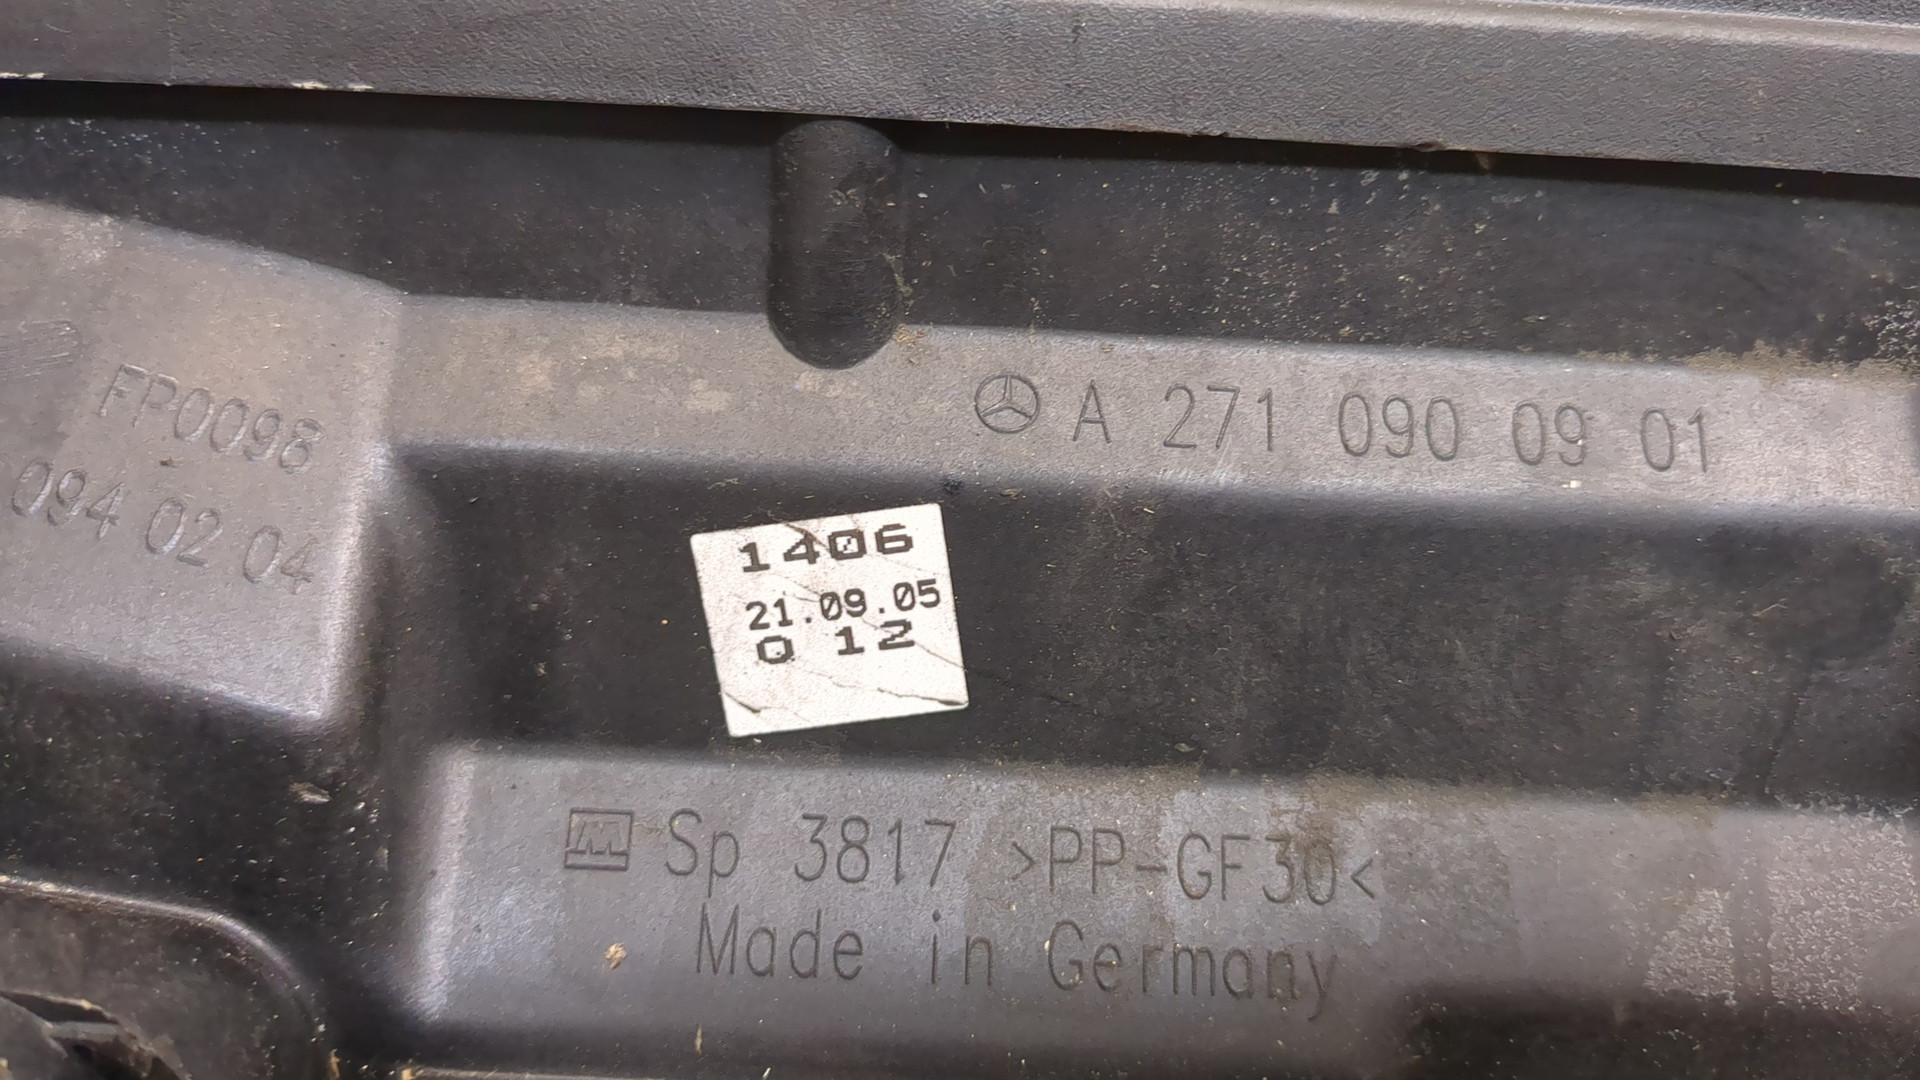 FP0098
094 02 04
A 271 090 09 01
1406
21.09.05
0 12
M Sp 3817 >PP-GF30<
Made in Germany